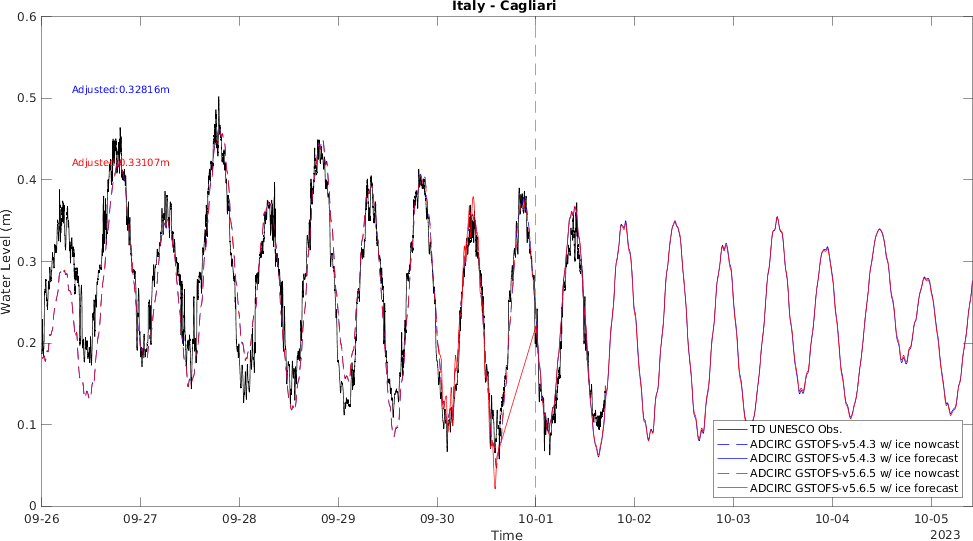 Italy - Cagliari
0.6
0.5
0.4
0.3
0.2
0.1
0
Water Level (m)
Adjusted:0.32816m
Adjusted:0.33107m
TD UNESCO Obs.
ADCIRC GSTOFS-v5.4.3 w/ ice nowcast
ADCIRC GSTOFS-v5.4.3 w/ ice forecast
ADCIRC GSTOFS-v5.6.5 w/ ice nowcast
ADCIRC GSTOFS-v5.6.5 w/ ice forecast
09-26 09-27 09-28 09-29 09-30 10-01 10-02 10-03 10-04 10-05
Time
2023